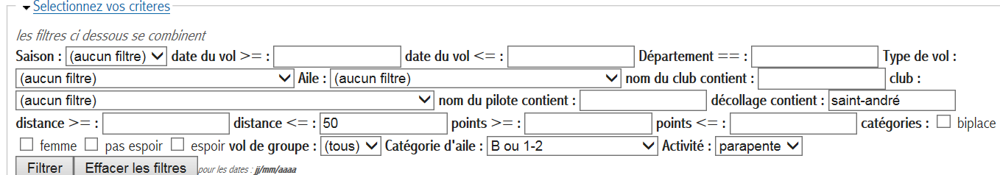 Selectionnez vos criteres
les filtres ci dessous se combinent
Saison : (aucun filtre) date du vol >= : date du vol <= : Département == : Type de vol :
(aucun filtre) Aile : (aucun filtre) nom du club contient : club :
(aucun filtre) nom du pilote contient : décollage contient : saint-andré
distance >= : distance <= : 50 points >= : points <= : catégories : biplace
femme pas espoir espoir vol de groupe : (tous) Catégorie d'aile : B ou 1-2 Activité : parapente
Filtrer Effacer les filtres pour les dates : jj/mm/aaaa